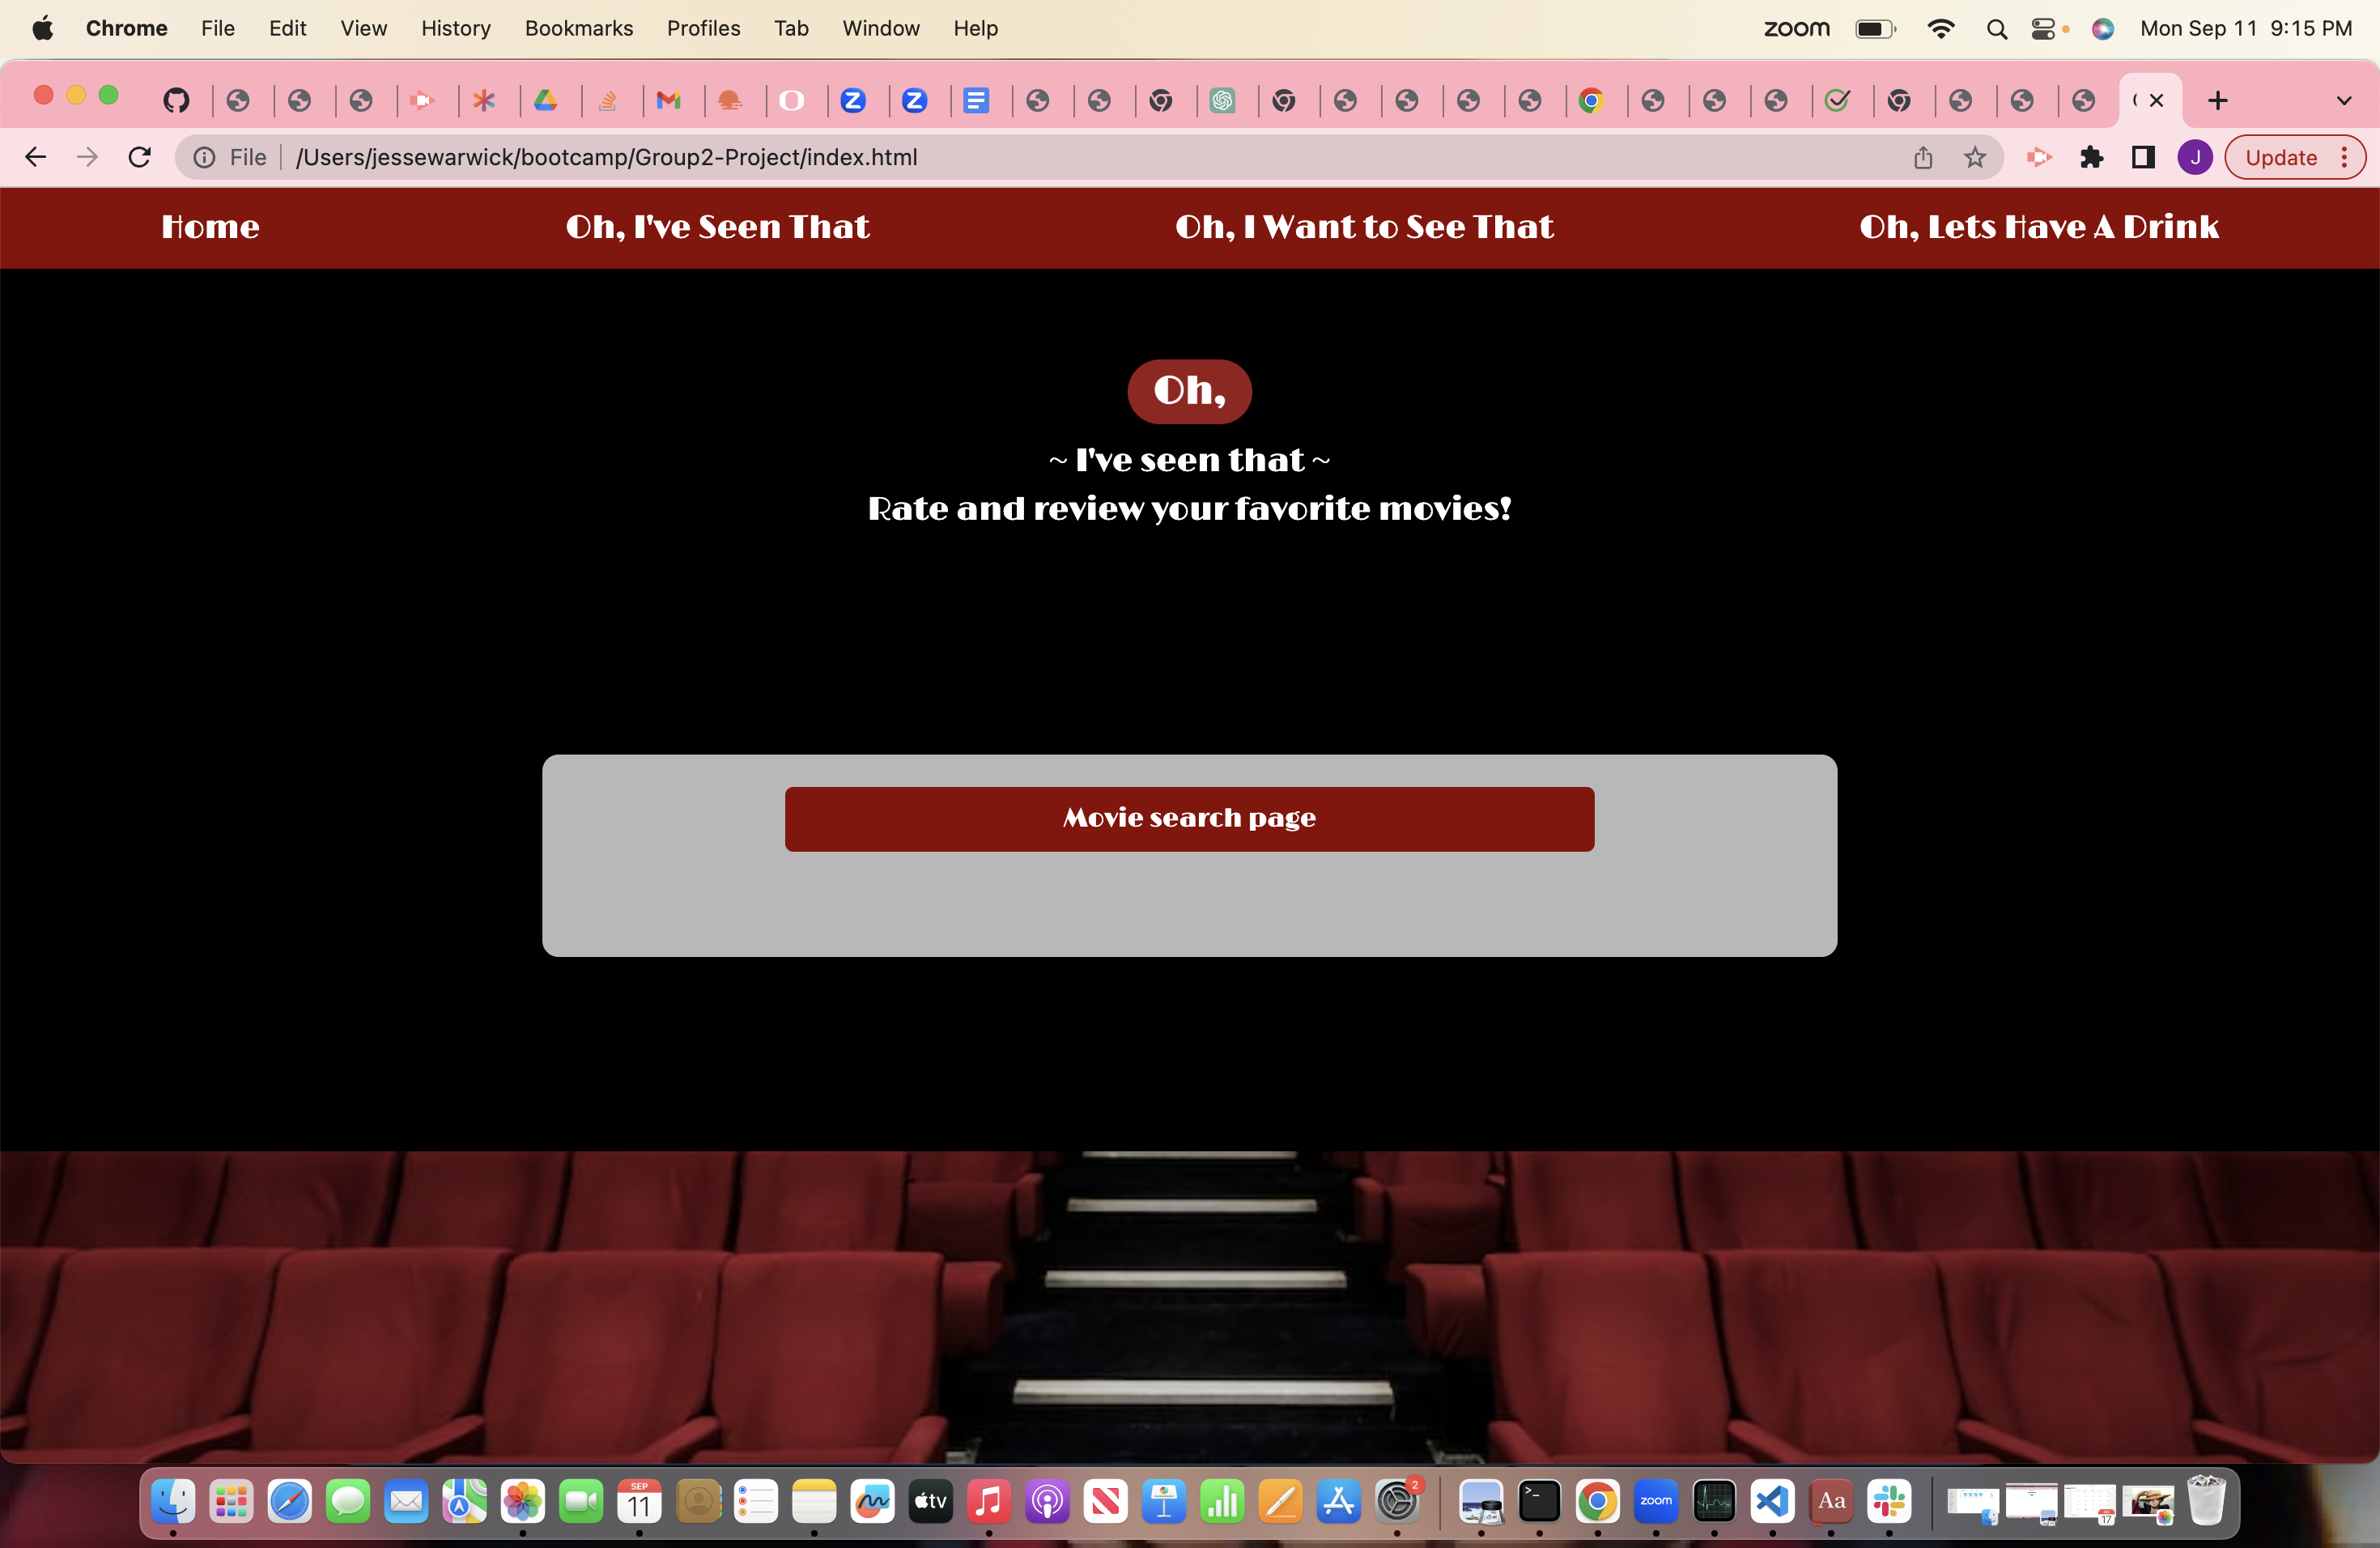 Chrome File Edit View History Bookmarks Profiles Tab Window Help zoom Mon Sep 11 9:15 PM
File /Users/jessewarwick/bootcamp/Group2-Project/index.html J Update
Home Oh, I've Seen That Oh, I Want to See That Oh, Lets Have A Drink
Oh,
~ I've seen that ~
Rate and review your favorite movies!
Movie search page
SEP 11 tv 2 zoom Aa 17